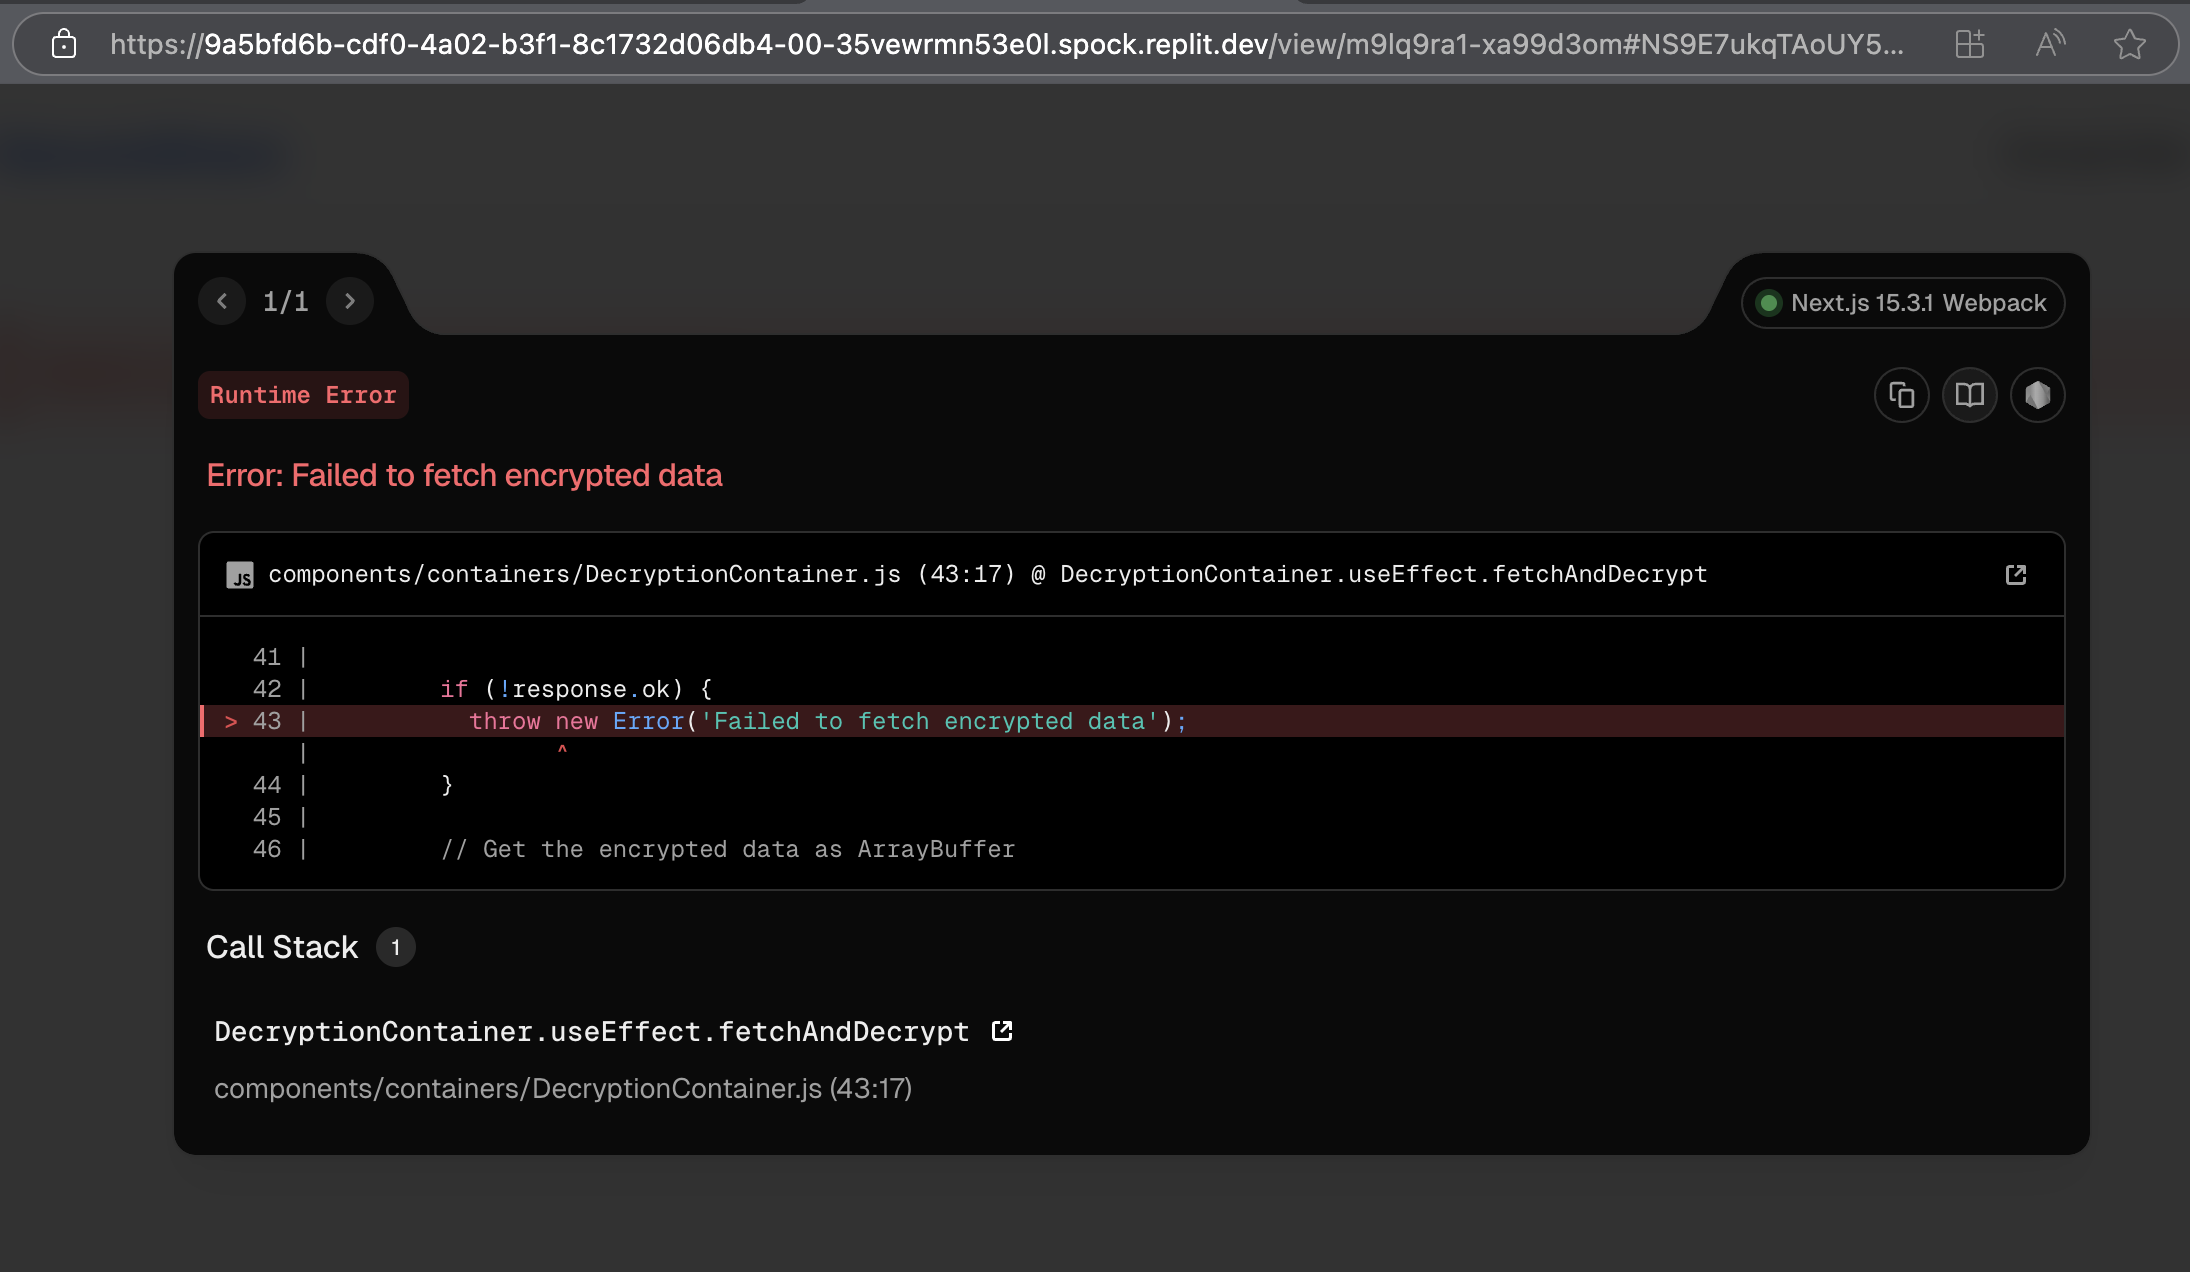 https://9a5bfd6b-cdf0-4a02-b3f1-8c1732d06db4-00-35vewrmn53e0l.spock.replit.dev/view/m9lq9ra1-xa99d3om#NS9E7ukqTAoUY5...
1/1
Next.js 15.3.1 Webpack
Runtime Error
Error: Failed to fetch encrypted data
JS components/containers/DecryptionContainer.js (43:17) @ DecryptionContainer.useEffect.fetchAndDecrypt
41 |
42 | if (!response.ok) {
> 43 | throw new Error('Failed to fetch encrypted data');
| ^
44 | }
45 |
46 | // Get the encrypted data as ArrayBuffer
Call Stack 1
DecryptionContainer.useEffect.fetchAndDecrypt
components/containers/DecryptionContainer.js (43:17)